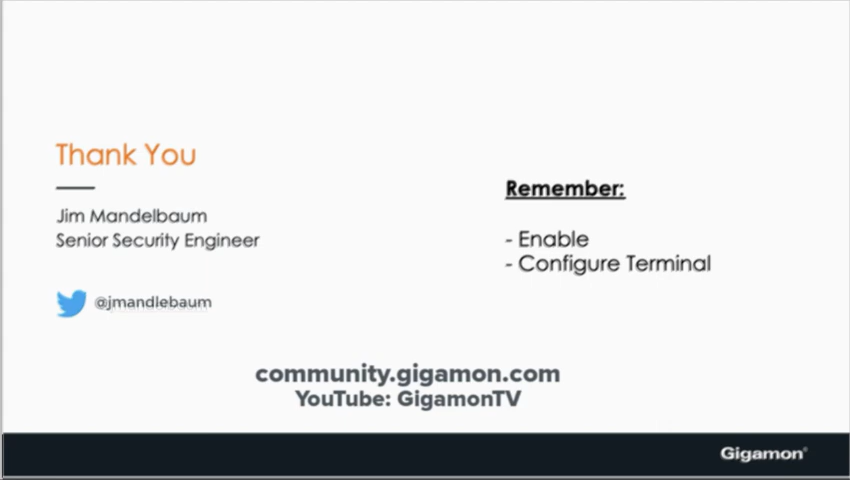 Thank You
Jim Mandelbaum
Senior Security Engineer
@jmandlebaum
Remember:
- Enable
- Configure Terminal
community.gigamon.com
YouTube: GigamonTV
Gigamon®